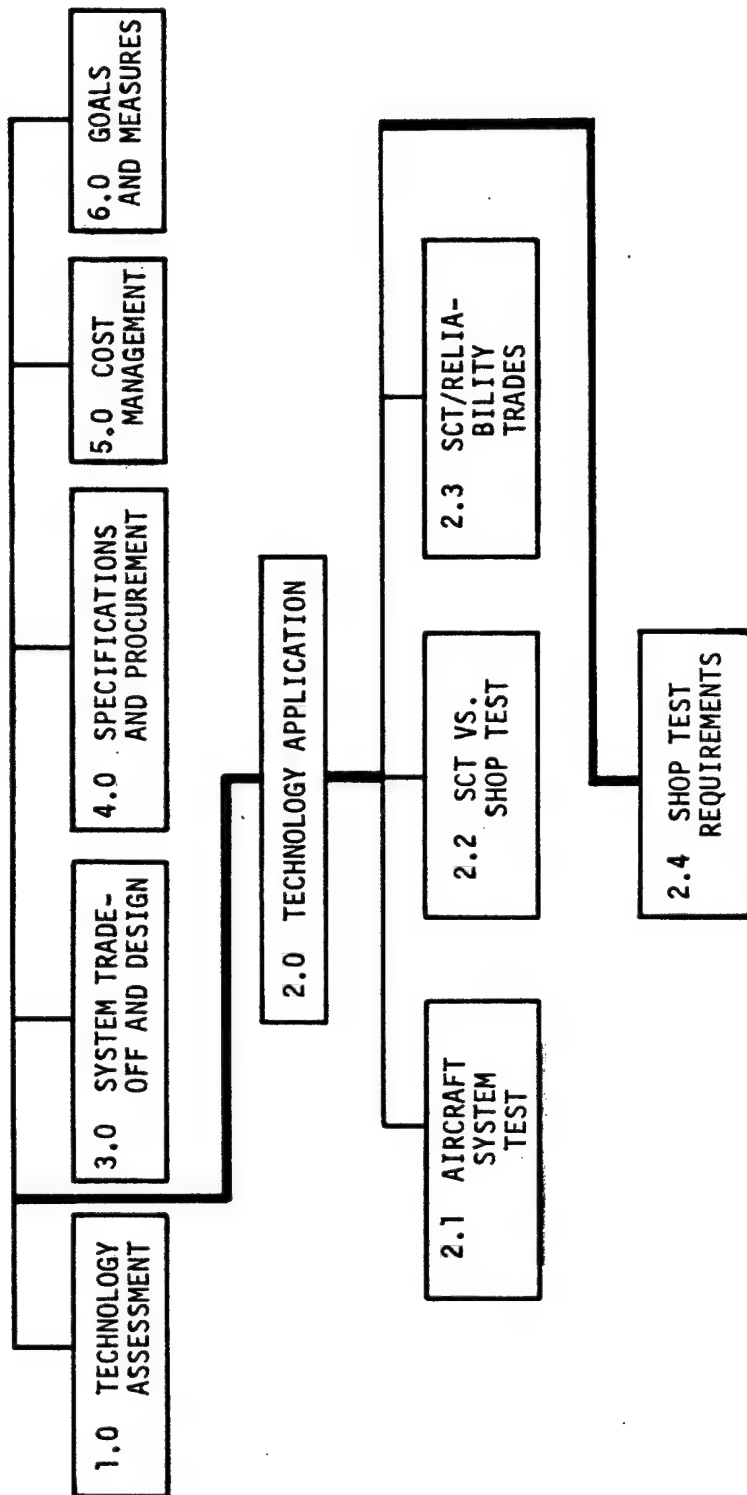 1.0 TECHNOLOGY
ASSESSMENT
3.0 SYSTEM TRADE-
OFF AND DESIGN
4.0 SPECIFICATIONS
AND PROCUREMENT
5.0 COST
MANAGEMENT
6.0 GOALS
AND MEASURES
2.0 TECHNOLOGY APPLICATION
2.1 AIRCRAFT
SYSTEM
TEST
2.2 SCT VS.
SHOP TEST
2.3 SCT/RELIA-
BILITY
TRADES
2.4 SHOP TEST
REQUIREMENTS